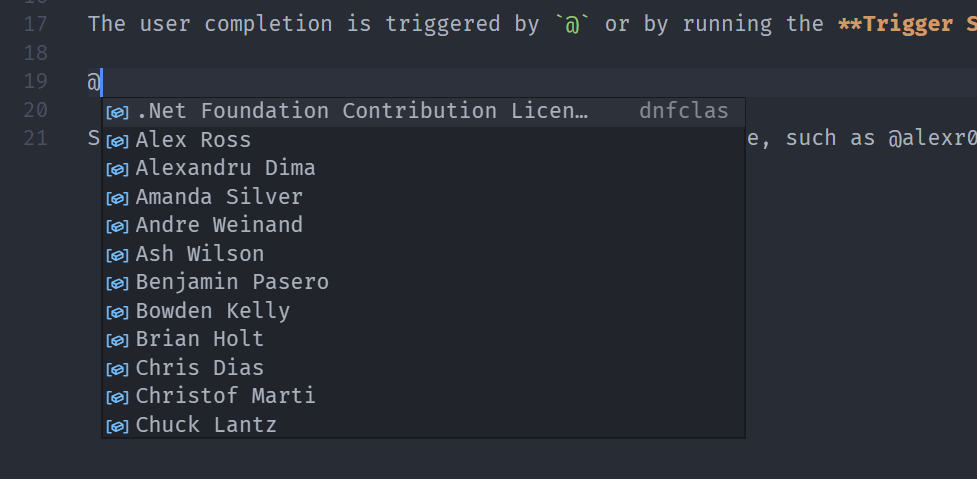 17 The user completion is triggered by `@` or by running the **Trigger S
18
19 @
20 .Net Foundation Contribution Licen… dnfclas
Alex Ross
21 S e, such as @alexr0
Alexandru Dima
Amanda Silver
Andre Weinand
Ash Wilson
Benjamin Pasero
Bowden Kelly
Brian Holt
Chris Dias
Christof Marti
Chuck Lantz